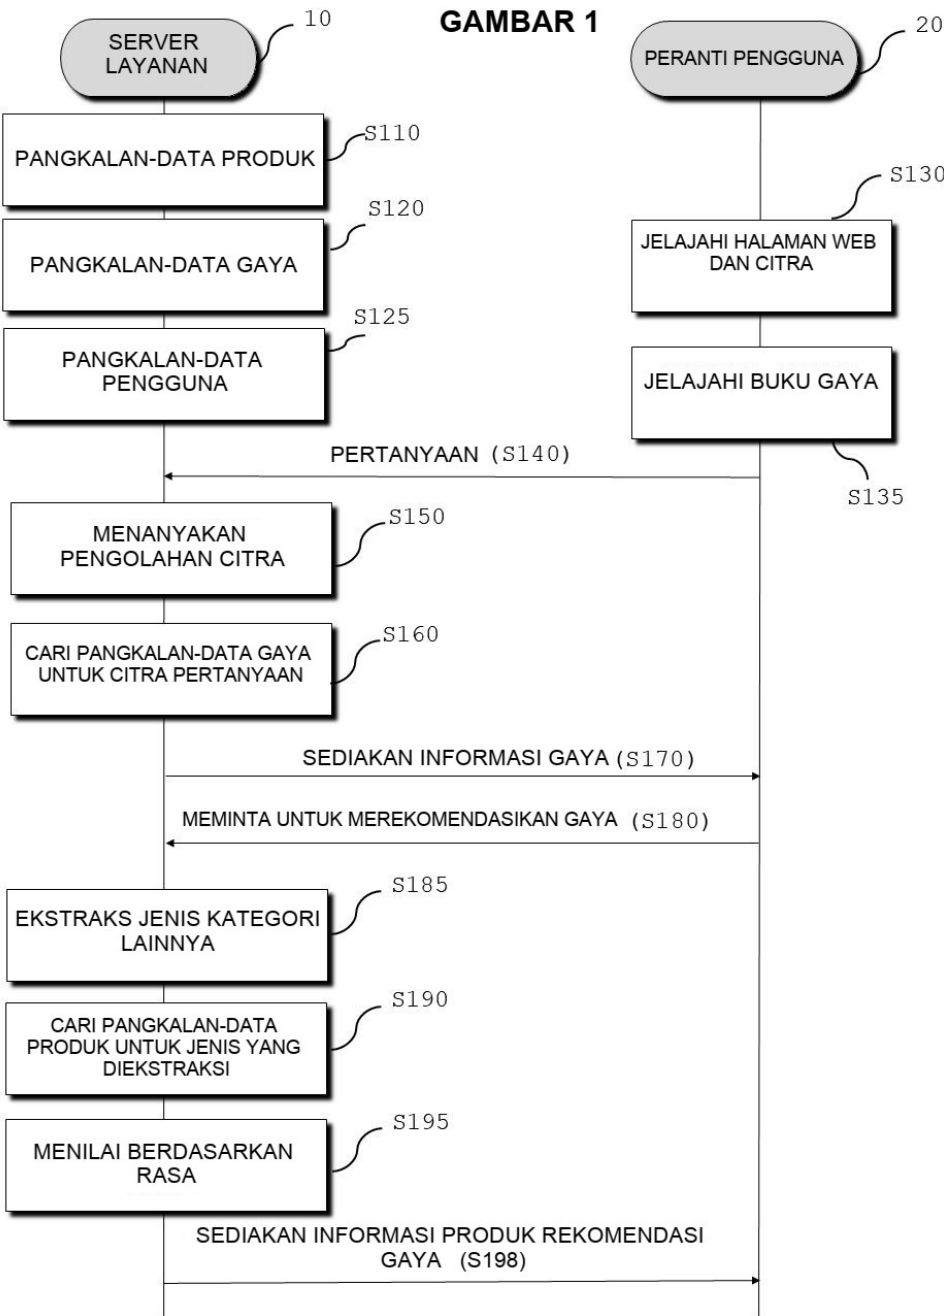 GAMBAR 1
10
SERVER
LAYANAN
20
PERANTI PENGGUNA
S110
PANGKALAN-DATA PRODUK
S130
JELAJAHI HALAMAN WEB
DAN CITRA
S120
PANGKALAN-DATA GAYA
S125
PANGKALAN-DATA
PENGGUNA
JELAJAHI BUKU GAYA
S135
PERTANYAAN (S140)
S150
MENANYAKAN
PENGOLAHAN CITRA
S160
CARI PANGKALAN-DATA GAYA
UNTUK CITRA PERTANYAAN
SEDIAKAN INFORMASI GAYA (S170)
MEMINTA UNTUK MEREKOMENDASIKAN GAYA (S180)
S185
EKSTRAKS JENIS KATEGORI
LAINNYA
S190
CARI PANGKALAN-DATA
PRODUK UNTUK JENIS YANG
DIEKSTRAKSI
S195
MENILAI BERDASARKAN
RASA
SEDIAKAN INFORMASI PRODUK REKOMENDASI
GAYA (S198)